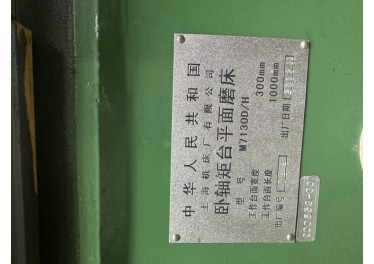 中华人民共和国
上海机床厂有限公司
卧轴矩台平面磨床
型号 M7130D/H
工作台面宽度 300mm
工作台面长度 1000mm
出厂编号 出厂日期